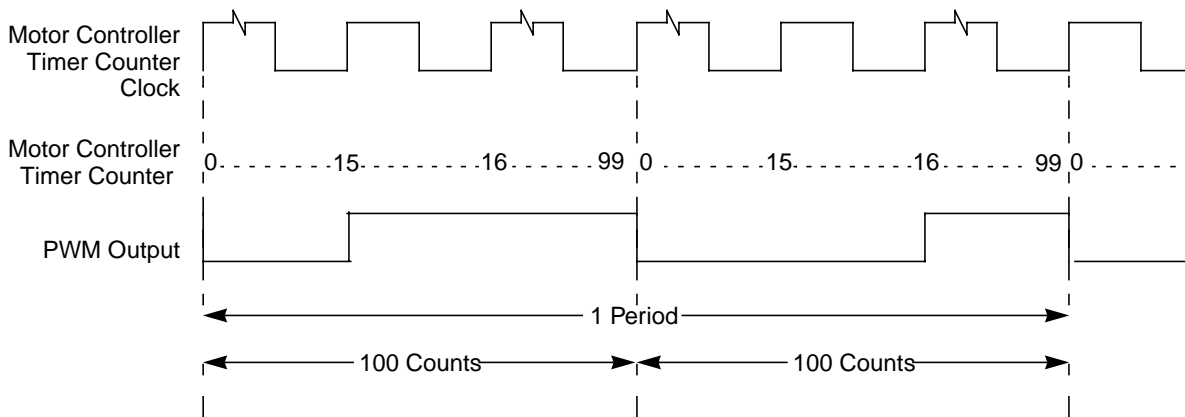 Motor Controller
Timer Counter
Clock
Motor Controller
Timer Counter
0 15 16 99 0 15 16 99 0
PWM Output
1 Period
100 Counts 100 Counts